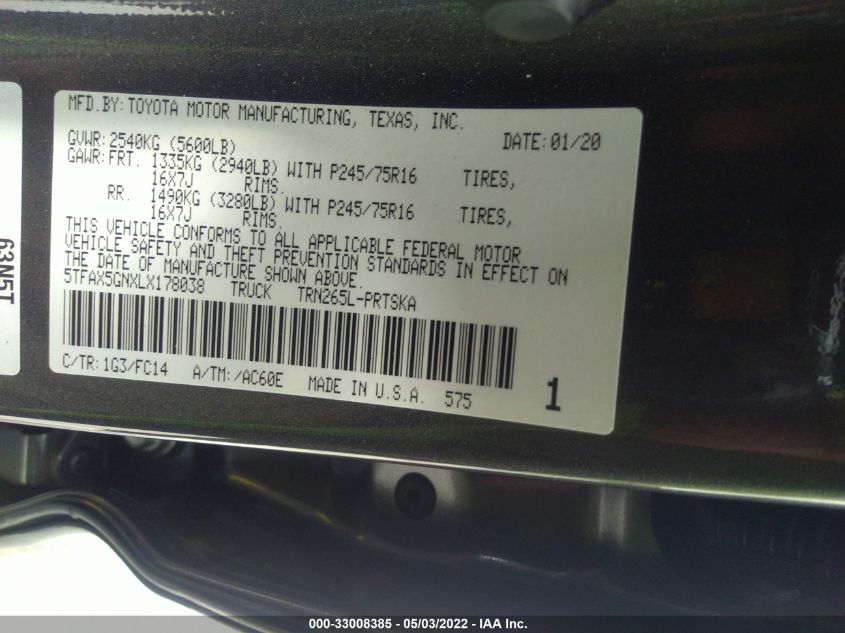 MFD.BY:TOYOTA MOTOR MANUFACTURING, TEXAS, INC.
DATE:01/20
GVWR:2540KG (5600LB)
GAWR:FRT. 1335KG (2940LB) WITH P245/75R16 TIRES,
16X7J RIMS.
RR. 1490KG (3280LB) WITH P245/75R16 TIRES,
16X7J RIMS.
THIS VEHICLE CONFORMS TO ALL APPLICABLE FEDERAL MOTOR
VEHICLE SAFETY AND THEFT PREVENTION STANDARDS IN EFFECT ON
THE DATE OF MANUFACTURE SHOWN ABOVE.
5TFAX5GNXLX178038 TRUCK TRN265L-PRTSKA
C/TR:1G3/FC14 A/TM:/AC60E MADE IN U.S.A. 575 1
63N5T
000-33008385 - 05/03/2022 - IAA Inc.